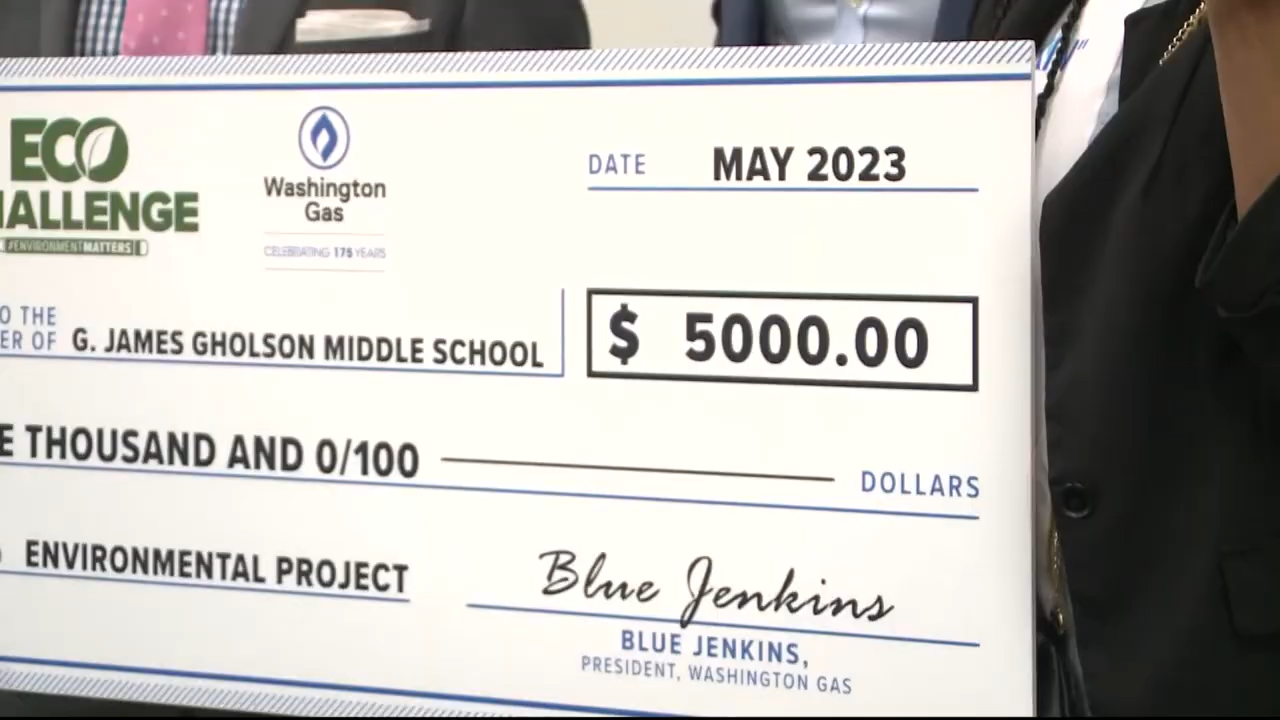 ECO
HALLENGE
#ENVIRONMENTMATTERS
Washington
Gas
CELEBRATING 175 YEARS
DATE MAY 2023
O THE
ER OF G. JAMES GHOLSON MIDDLE SCHOOL
$ 5000.00
E THOUSAND AND 0/100 DOLLARS
ENVIRONMENTAL PROJECT
Blue Jenkins
BLUE JENKINS,
PRESIDENT, WASHINGTON GAS